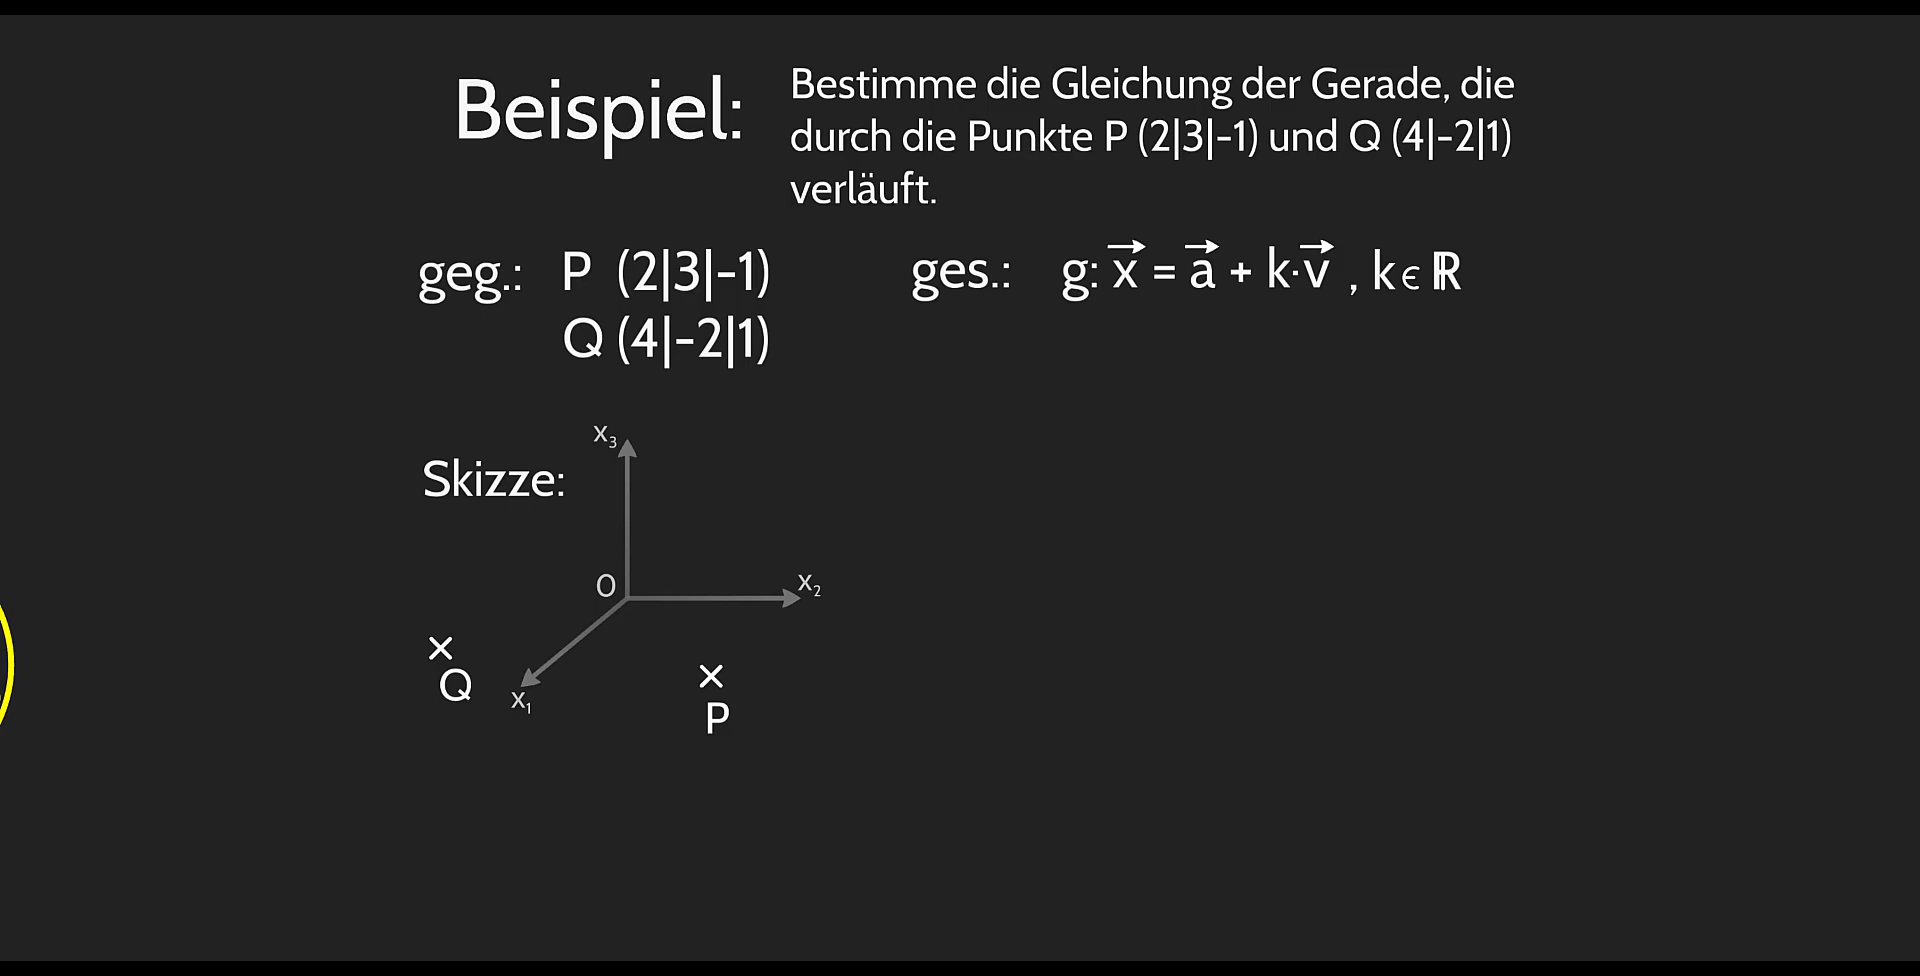 Beispiel:
Bestimme die Gleichung der Gerade, die
durch die Punkte P (2|3|-1) und Q (4|-2|1)
verläuft.
geg.: P (2|3|-1)
Q (4|-2|1)
ges.: g: x⃗ = a⃗ + k·v⃗ , k ∈ ℝ
Skizze:
x₃
O
x₂
x₁
Q
P